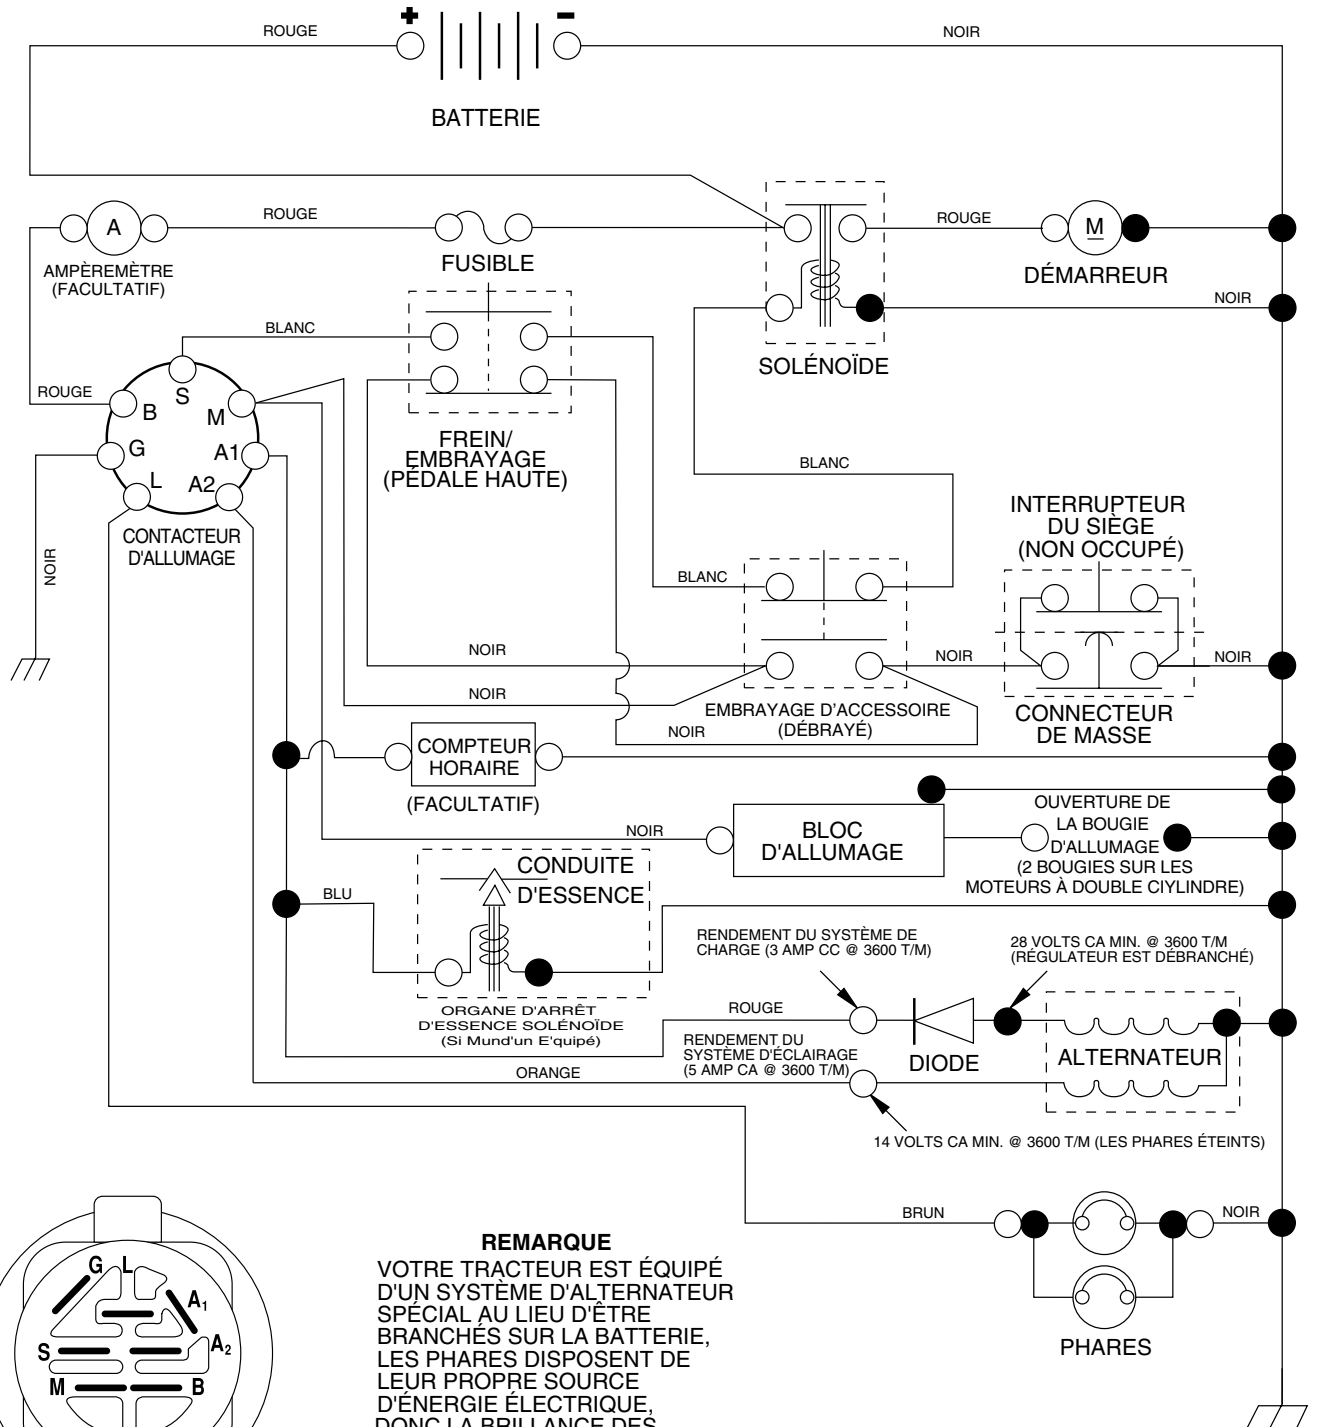 ROUGE
+
-
NOIR
BATTERIE
A
ROUGE
AMPÈREMÈTRE
(FACULTATIF)
FUSIBLE
ROUGE
M
DÉMARREUR
NOIR
SOLÉNOÏDE
BLANC
ROUGE
S
B
M
G
A1
L
A2
CONTACTEUR
D'ALLUMAGE
NOIR
FREIN/
EMBRAYAGE
(PÉDALE HAUTE)
BLANC
INTERRUPTEUR
DU SIÈGE
(NON OCCUPÉ)
BLANC
NOIR
NOIR
NOIR
NOIR
NOIR
EMBRAYAGE D'ACCESSOIRE
(DÉBRAYÉ)
CONNECTEUR
DE MASSE
COMPTEUR
HORAIRE
(FACULTATIF)
NOIR
BLOC
D'ALLUMAGE
OUVERTURE DE
LA BOUGIE
D'ALLUMAGE
(2 BOUGIES SUR LES
MOTEURS À DOUBLE CIYLINDRE)
CONDUITE
D'ESSENCE
BLU
ORGANE D'ARRÊT
D'ESSENCE SOLÉNOÏDE
(Si Mund'un E'quipé)
RENDEMENT DU SYSTÈME DE
CHARGE (3 AMP CC @ 3600 T/M)
28 VOLTS CA MIN. @ 3600 T/M
(RÉGULATEUR EST DÉBRANCHÉ)
ROUGE
RENDEMENT DU
SYSTÈME D'ÉCLAIRAGE
(5 AMP CA @ 3600 T/M)
DIODE
ALTERNATEUR
ORANGE
14 VOLTS CA MIN. @ 3600 T/M (LES PHARES ÉTEINTS)
BRUN
NOIR
PHARES
G
L
A1
S
A2
M
B
REMARQUE
VOTRE TRACTEUR EST ÉQUIPÉ
D'UN SYSTÈME D'ALTERNATEUR
SPÉCIAL AU LIEU D'ÊTRE
BRANCHÉS SUR LA BATTERIE,
LES PHARES DISPOSENT DE
LEUR PROPRE SOURCE
D'ÉNERGIE ÉLECTRIQUE,
DONC LA BRILLANCE DES